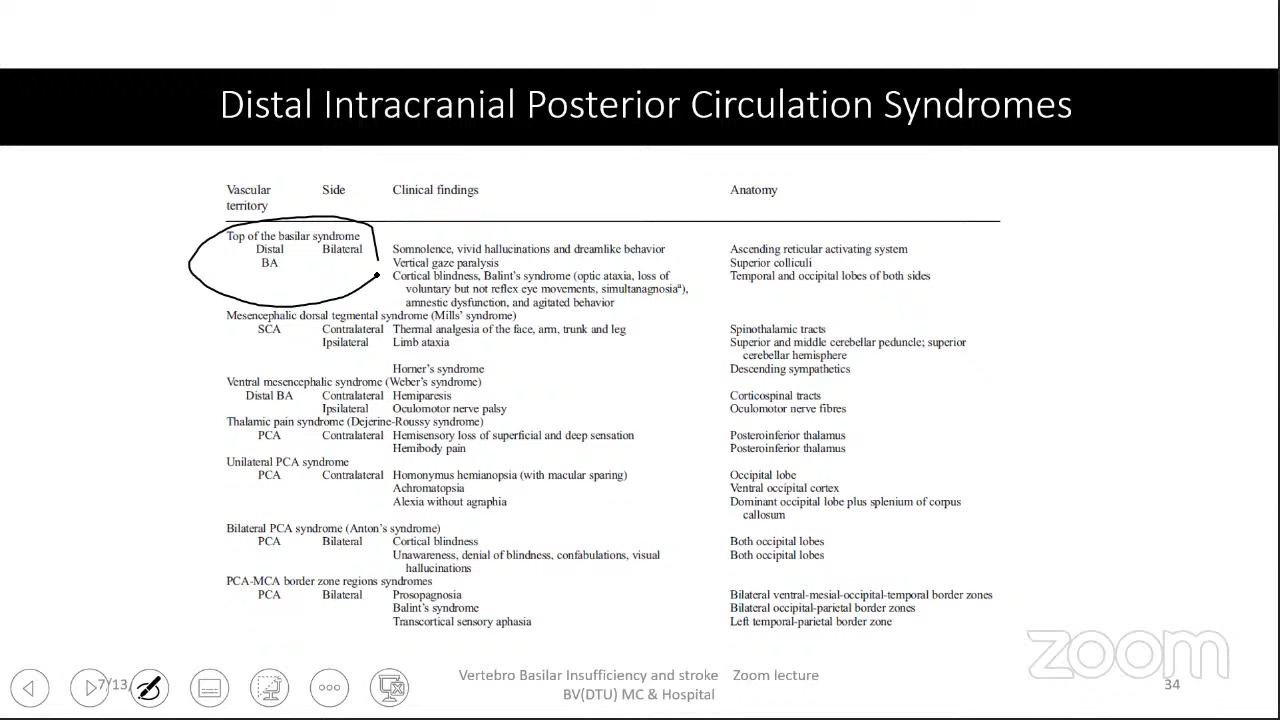 Distal Intracranial Posterior Circulation Syndromes
Vascular territory Side Clinical findings Anatomy
Top of the basilar syndrome
Distal BA Bilateral Somnolence, vivid hallucinations and dreamlike behavior Ascending reticular activating system
Vertical gaze paralysis Superior colliculi
Cortical blindness, Balint's syndrome (optic ataxia, loss of Temporal and occipital lobes of both sides
voluntary but not reflex eye movements, simultanagnosiaª),
amnestic dysfunction, and agitated behavior
Mesencephalic dorsal tegmental syndrome (Mills' syndrome)
SCA Contralateral Thermal analgesia of the face, arm, trunk and leg Spinothalamic tracts
Ipsilateral Limb ataxia Superior and middle cerebellar peduncle; superior
cerebellar hemisphere
Horner's syndrome Descending sympathetics
Ventral mesencephalic syndrome (Weber's syndrome)
Distal BA Contralateral Hemiparesis Corticospinal tracts
Ipsilateral Oculomotor nerve palsy Oculomotor nerve fibres
Thalamic pain syndrome (Dejerine-Roussy syndrome)
PCA Contralateral Hemisensory loss of superficial and deep sensation Posteroinferior thalamus
Hemibody pain Posteroinferior thalamus
Unilateral PCA syndrome
PCA Contralateral Homonymus hemianopsia (with macular sparing) Occipital lobe
Achromatopsia Ventral occipital cortex
Alexia without agraphia Dominant occipital lobe plus splenium of corpus
callosum
Bilateral PCA syndrome (Anton's syndrome)
PCA Bilateral Cortical blindness Both occipital lobes
Unawareness, denial of blindness, confabulations, visual Both occipital lobes
hallucinations
PCA-MCA border zone regions syndromes
PCA Bilateral Prosopagnosia Bilateral ventral-mesial-occipital-temporal border zones
Balint's syndrome Bilateral occipital-parietal border zones
Transcortical sensory aphasia Left temporal-parietal border zone
zoom
7/13/
Vertebro Basilar Insufficiency and stroke Zoom lecture
BV(DTU) MC & Hospital
34